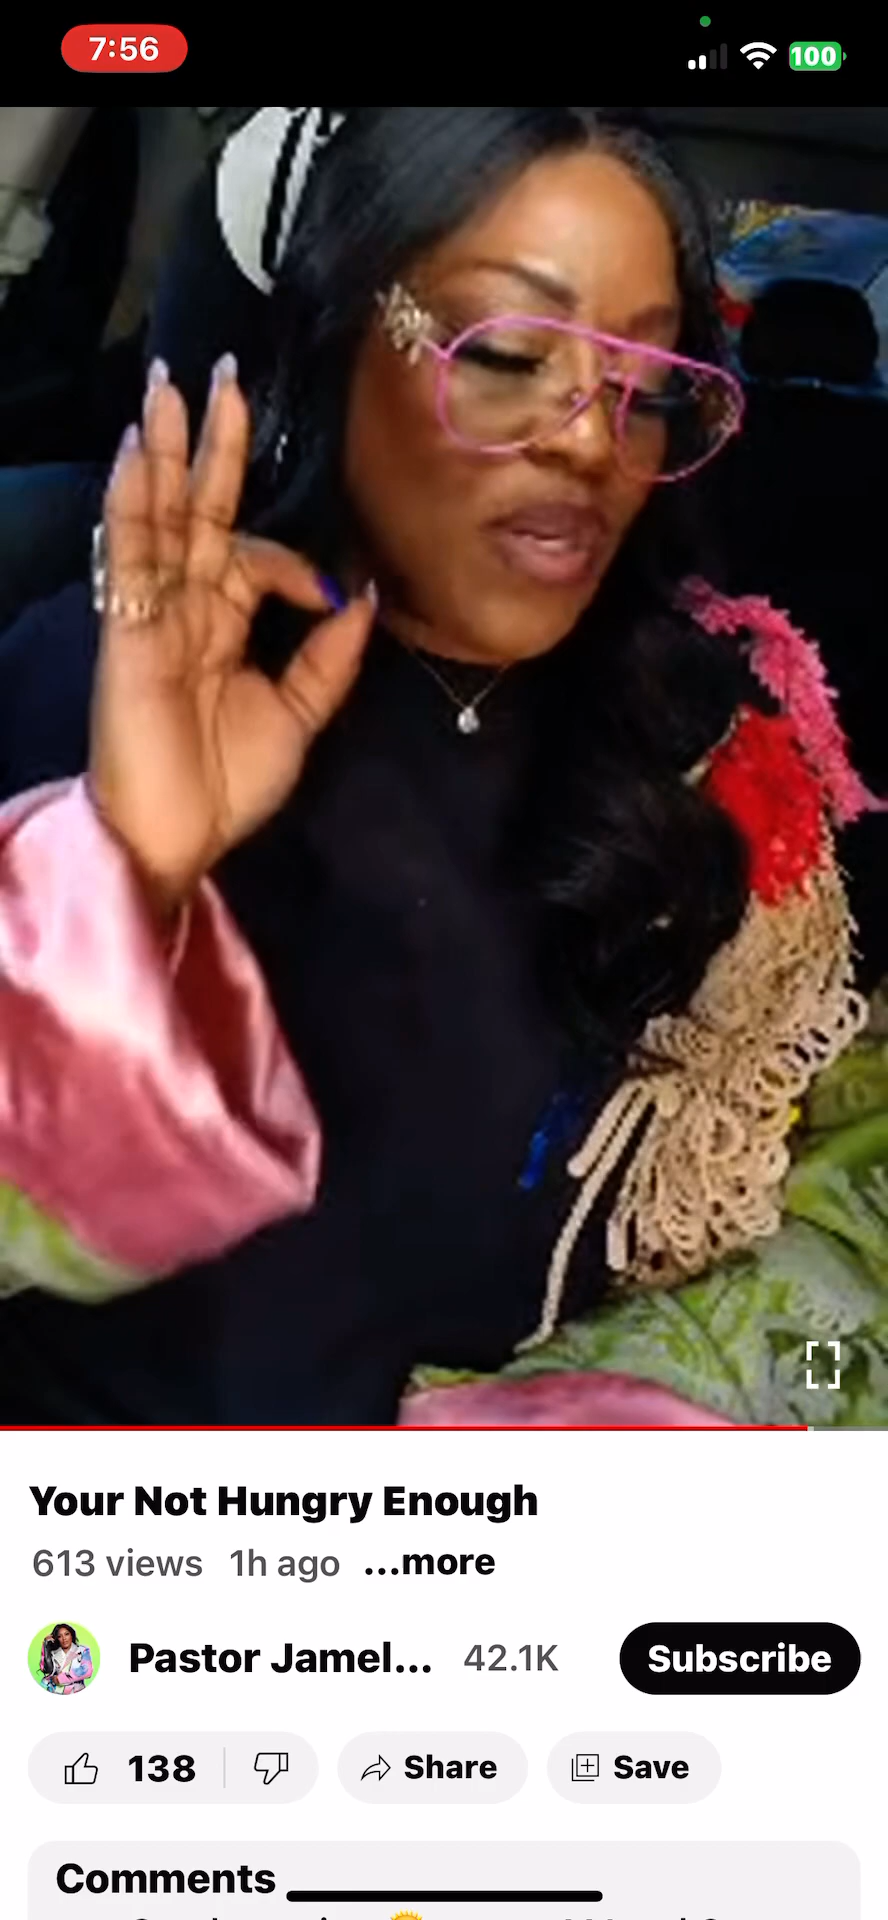 7:56
100
Your Not Hungry Enough
613 views 1h ago ...more
Pastor Jamel... 42.1K Subscribe
138 Share Save
Comments